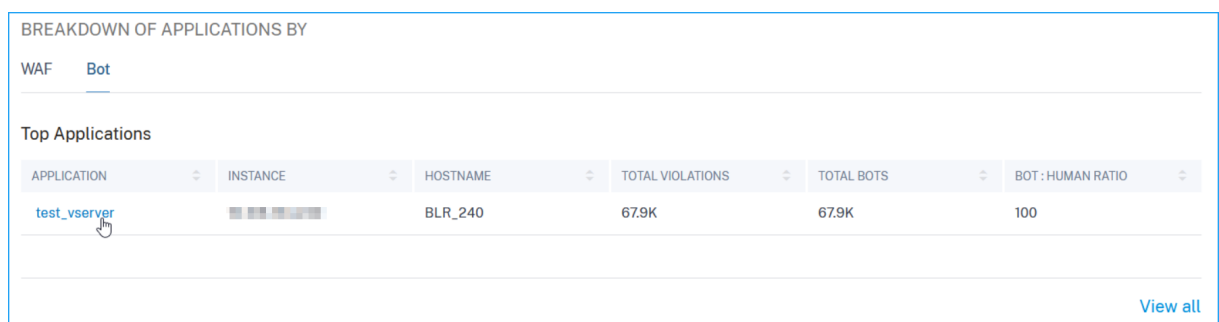 BREAKDOWN OF APPLICATIONS BY
WAF Bot
Top Applications
APPLICATION INSTANCE HOSTNAME TOTAL VIOLATIONS TOTAL BOTS BOT : HUMAN RATIO
test_vserver BLR_240 67.9K 67.9K 100
View all